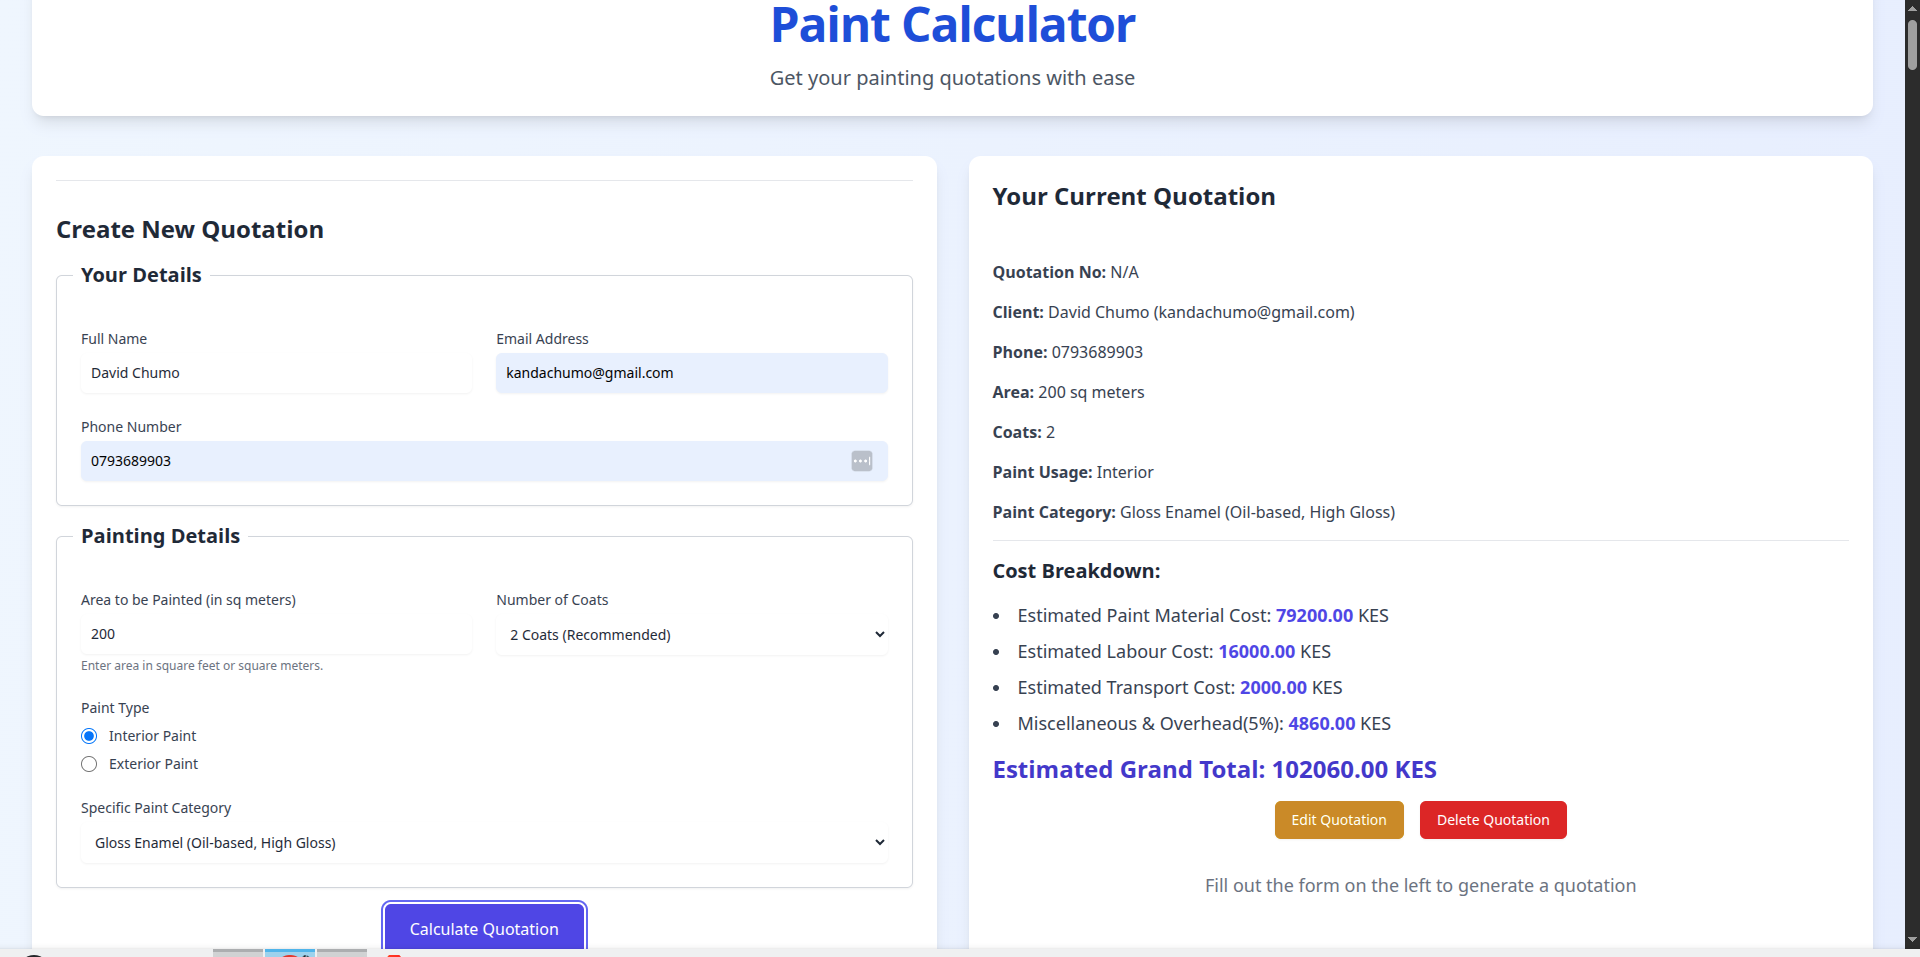 Paint Calculator
Get your painting quotations with ease
Create New Quotation
Your Details
Full Name
David Chumo
Email Address
kandachumo@gmail.com
Phone Number
0793689903
Painting Details
Area to be Painted (in sq meters)
200
Enter area in square feet or square meters.
Number of Coats
2 Coats (Recommended)
Paint Type
Interior Paint
Exterior Paint
Specific Paint Category
Gloss Enamel (Oil-based, High Gloss)
Calculate Quotation
Your Current Quotation
Quotation No: N/A
Client: David Chumo (kandachumo@gmail.com)
Phone: 0793689903
Area: 200 sq meters
Coats: 2
Paint Usage: Interior
Paint Category: Gloss Enamel (Oil-based, High Gloss)
Cost Breakdown:
Estimated Paint Material Cost: 79200.00 KES
Estimated Labour Cost: 16000.00 KES
Estimated Transport Cost: 2000.00 KES
Miscellaneous & Overhead(5%): 4860.00 KES
Estimated Grand Total: 102060.00 KES
Edit Quotation
Delete Quotation
Fill out the form on the left to generate a quotation